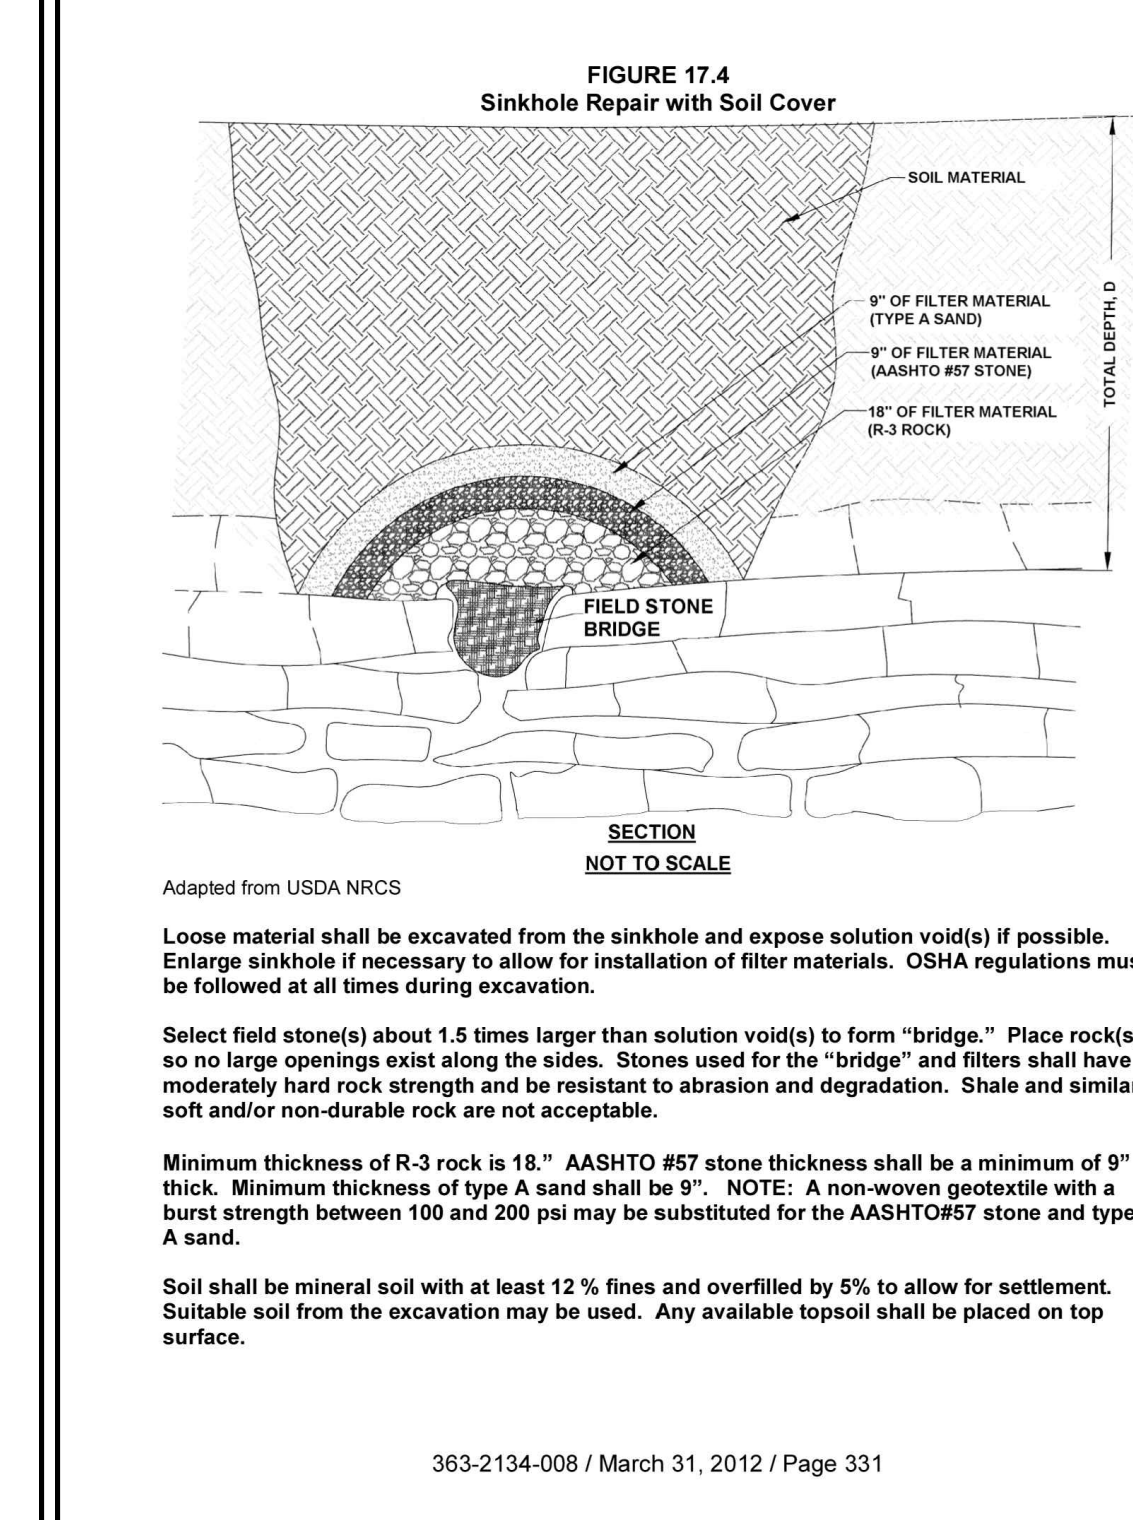 FIGURE 17.4
Sinkhole Repair with Soil Cover
SOIL MATERIAL
9" OF FILTER MATERIAL
(TYPE A SAND)
9" OF FILTER MATERIAL
(AASHTO #57 STONE)
18" OF FILTER MATERIAL
(R-3 ROCK)
TOTAL DEPTH, D
FIELD STONE
BRIDGE
SECTION
NOT TO SCALE
Adapted from USDA NRCS
Loose material shall be excavated from the sinkhole and expose solution void(s) if possible.
Enlarge sinkhole if necessary to allow for installation of filter materials.  OSHA regulations mus
be followed at all times during excavation.
Select field stone(s) about 1.5 times larger than solution void(s) to form “bridge.”  Place rock(s
so no large openings exist along the sides.  Stones used for the “bridge” and filters shall have
moderately hard rock strength and be resistant to abrasion and degradation.  Shale and similar
soft and/or non-durable rock are not acceptable.
Minimum thickness of R-3 rock is 18.”  AASHTO #57 stone thickness shall be a minimum of 9”
thick.  Minimum thickness of type A sand shall be 9”.   NOTE:  A non-woven geotextile with a
burst strength between 100 and 200 psi may be substituted for the AASHTO#57 stone and type
A sand.
Soil shall be mineral soil with at least 12 % fines and overfilled by 5% to allow for settlement.
Suitable soil from the excavation may be used.  Any available topsoil shall be placed on top
surface.
363-2134-008 / March 31, 2012 / Page 331